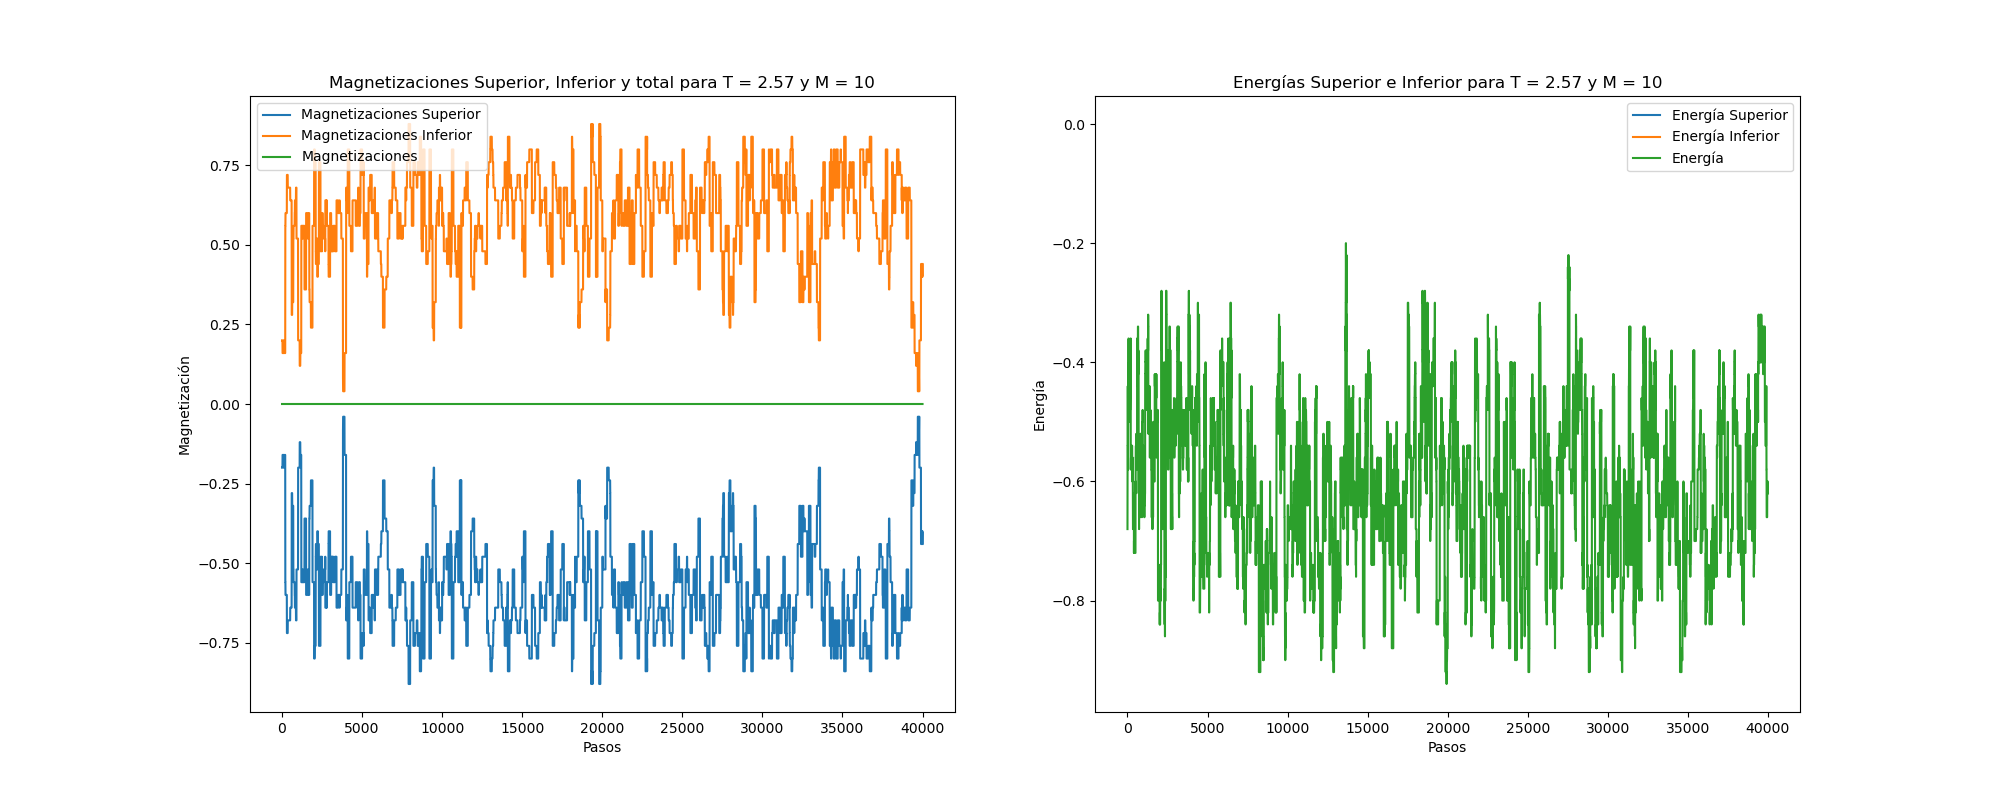 Magnetizaciones Superior, Inferior y total para T = 2.57 y M = 10
Magnetizaciones Superior
Magnetizaciones Inferior
Magnetizaciones
0.75
0.50
0.25
0.00
−0.25
−0.50
−0.75
Magnetización
0 5000 10000 15000 20000 25000 30000 35000 40000
Pasos
Energías Superior e Inferior para T = 2.57 y M = 10
Energía Superior
Energía Inferior
Energía
0.0
−0.2
−0.4
−0.6
−0.8
Energía
0 5000 10000 15000 20000 25000 30000 35000 40000
Pasos